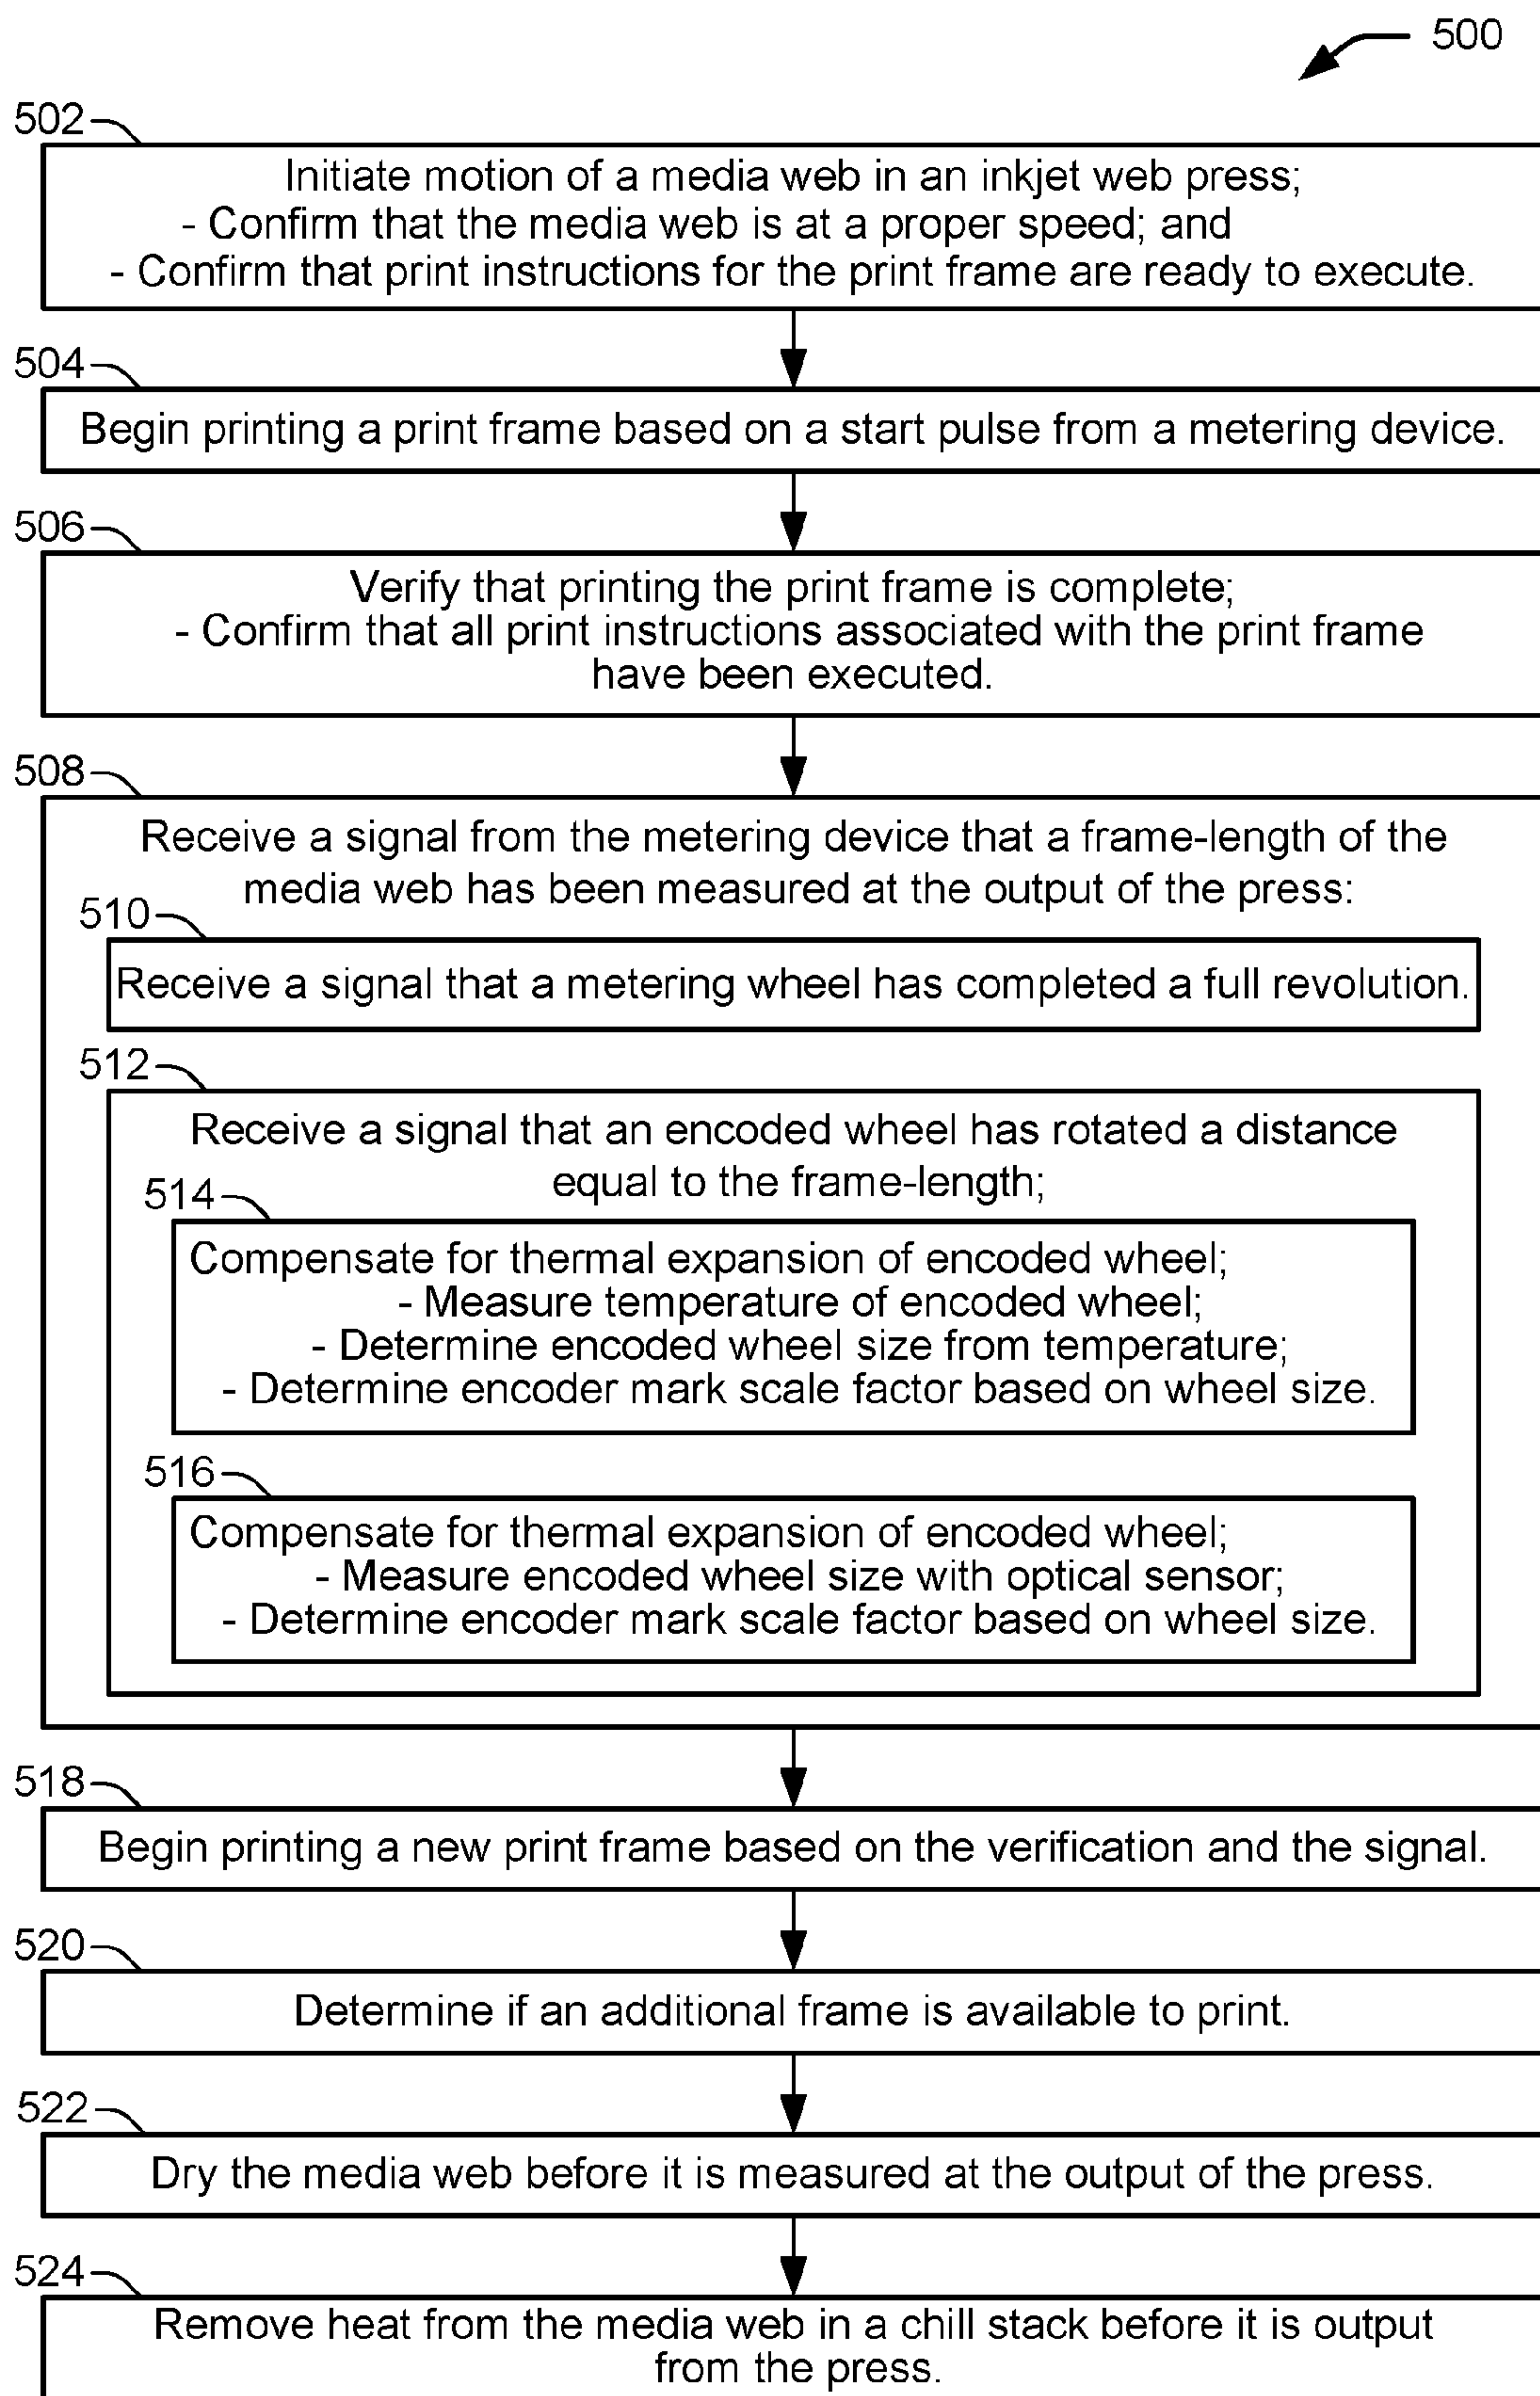 500
502
Initiate motion of a media web in an inkjet web press;
- Confirm that the media web is at a proper speed; and
- Confirm that print instructions for the print frame are ready to execute.
504
Begin printing a print frame based on a start pulse from a metering device.
506
Verify that printing the print frame is complete;
- Confirm that all print instructions associated with the print frame
have been executed.
508
Receive a signal from the metering device that a frame-length of the
media web has been measured at the output of the press:
510
Receive a signal that a metering wheel has completed a full revolution.
512
Receive a signal that an encoded wheel has rotated a distance
equal to the frame-length;
514
Compensate for thermal expansion of encoded wheel;
- Measure temperature of encoded wheel;
- Determine encoded wheel size from temperature;
- Determine encoder mark scale factor based on wheel size.
516
Compensate for thermal expansion of encoded wheel;
- Measure encoded wheel size with optical sensor;
- Determine encoder mark scale factor based on wheel size.
518
Begin printing a new print frame based on the verification and the signal.
520
Determine if an additional frame is available to print.
522
Dry the media web before it is measured at the output of the press.
524
Remove heat from the media web in a chill stack before it is output
from the press.